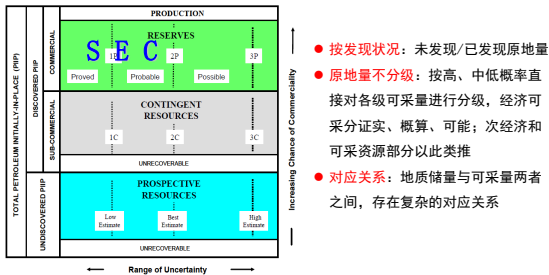 PRODUCTION
RESERVES
SEC
1P
2P
3P
Proved
Probable
Possible
CONTINGENT
RESOURCES
1C
2C
3C
UNRECOVERABLE
PROSPECTIVE
RESOURCES
Low
Estimate
Best
Estimate
High
Estimate
UNRECOVERABLE
Range of Uncertainty
TOTAL PETROLEUM INITIALLY-IN-PLACE (PIIP)
DISCOVERED PIIP
UNDISCOVERED PIIP
COMMERCIAL
SUB-COMMERCIAL
Increasing Chance of Commerciality
按发现状况：未发现/已发现原地量
原地量不分级：按高、中低概率直
接对各级可采量进行分级，经济可
采分证实、概算、可能；次经济和
可采资源部分以此类推
对应关系：地质储量与可采量两者
之间，存在复杂的对应关系